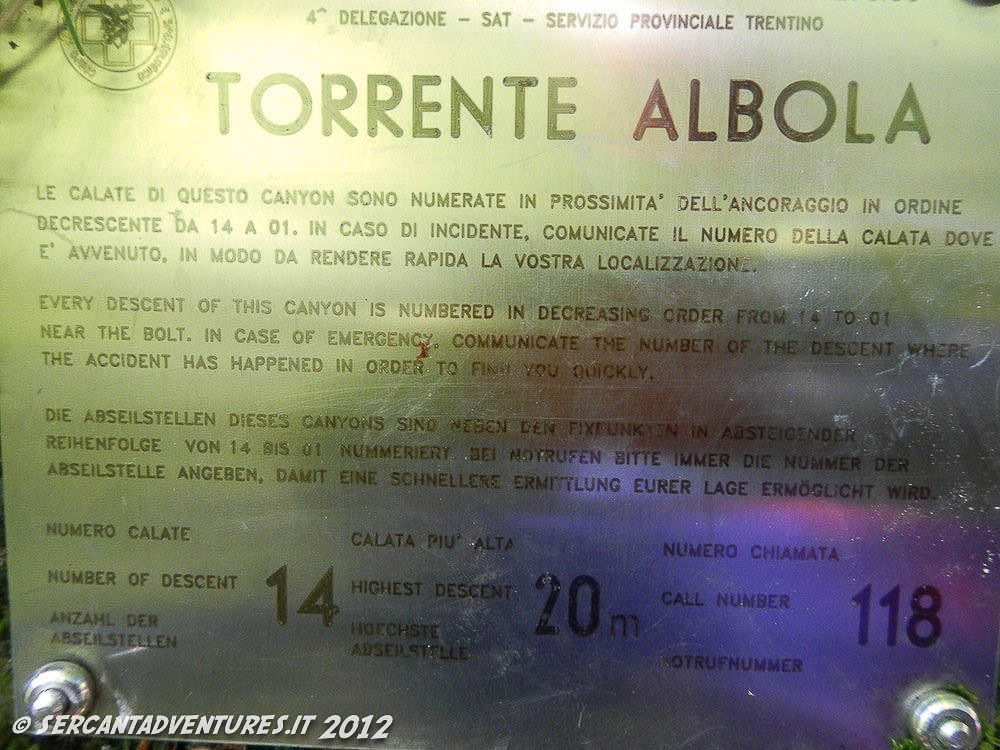 4^ DELEGAZIONE - SAT - SERVIZIO PROVINCIALE TRENTINO
TORRENTE ALBOLA
LE CALATE DI QUESTO CANYON SONO NUMERATE IN PROSSIMITA' DELL'ANCORAGGIO IN ORDINE
DECRESCENTE DA 14 A 01. IN CASO DI INCIDENTE, COMUNICATE IL NUMERO DELLA CALATA DOVE
E' AVVENUTO, IN MODO DA RENDERE RAPIDA LA VOSTRA LOCALIZZAZIONE.
EVERY DESCENT OF THIS CANYON IS NUMBERED IN DECREASING ORDER FROM 14 TO 01
NEAR THE BOLT. IN CASE OF EMERGENCY, COMMUNICATE THE NUMBER OF THE DESCENT WHERE
THE ACCIDENT HAS HAPPENED IN ORDER TO FIND YOU QUICKLY.
DIE ABSEILSTELLEN DIESES CANYONS SIND NEBEN DEN FIXPUNKTEN IN ABSTEIGENDER
REIHENFOLGE VON 14 BIS 01 NUMMERIERT. BEI NOTRUFEN BITTE IMMER DIE NUMMER DER
ABSEILSTELLE ANGEBEN, DAMIT EINE SCHNELLERE ERMITTLUNG EURER LAGE ERMÖGLICHT WIRD.
NUMERO CALATE
NUMBER OF DESCENT
ANZAHL DER
ABSEILSTELLEN
14
CALATA PIU' ALTA
HIGHEST DESCENT
HOECHSTE
ABSEILSTELLE
20 m
NUMERO CHIAMATA
CALL NUMBER
NOTRUFNUMMER
118
© SERCANTADVENTURES.IT 2012